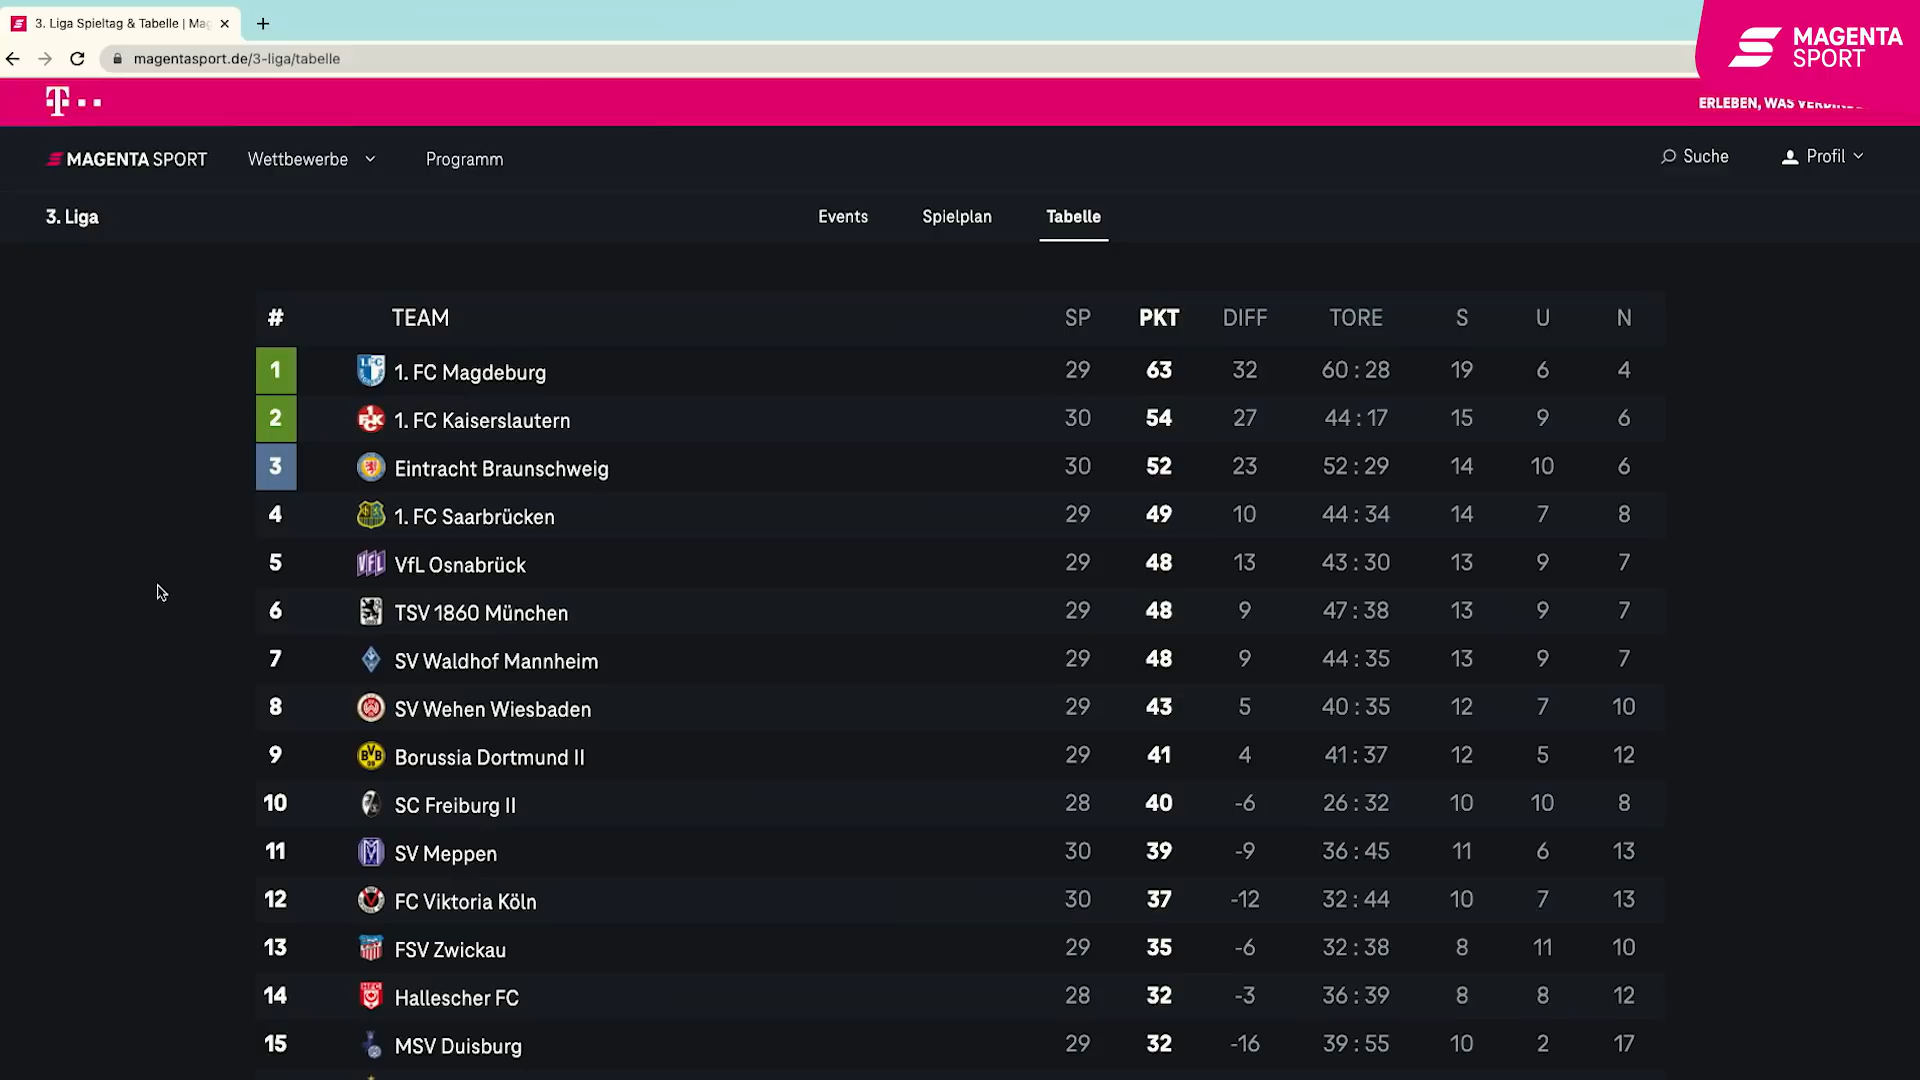 3. Liga Spieltag & Tabelle | Mag
magentasport.de/3-liga/tabelle
MAGENTA
SPORT
T
ERLEBEN, WAS VERBIN
MAGENTA SPORT Wettbewerbe Programm Suche Profil
3. Liga Events Spielplan Tabelle
# TEAM SP PKT DIFF TORE S U N
1 1. FC Magdeburg 29 63 32 60 : 28 19 6 4
2 1. FC Kaiserslautern 30 54 27 44 : 17 15 9 6
3 Eintracht Braunschweig 30 52 23 52 : 29 14 10 6
4 1. FC Saarbrücken 29 49 10 44 : 34 14 7 8
5 VfL Osnabrück 29 48 13 43 : 30 13 9 7
6 TSV 1860 München 29 48 9 47 : 38 13 9 7
7 SV Waldhof Mannheim 29 48 9 44 : 35 13 9 7
8 SV Wehen Wiesbaden 29 43 5 40 : 35 12 7 10
9 Borussia Dortmund II 29 41 4 41 : 37 12 5 12
10 SC Freiburg II 28 40 -6 26 : 32 10 10 8
11 SV Meppen 30 39 -9 36 : 45 11 6 13
12 FC Viktoria Köln 30 37 -12 32 : 44 10 7 13
13 FSV Zwickau 29 35 -6 32 : 38 8 11 10
14 Hallescher FC 28 32 -3 36 : 39 8 8 12
15 MSV Duisburg 29 32 -16 39 : 55 10 2 17